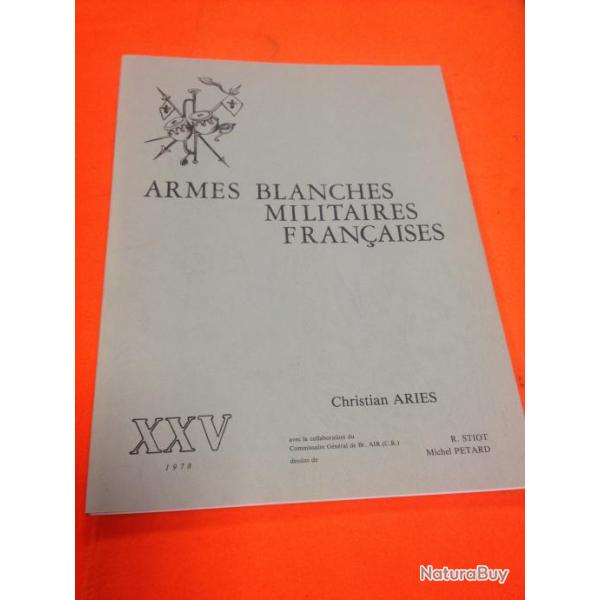 ARMES BLANCHES
MILITAIRES
FRANÇAISES
Christian ARIES
XXV
1978
avec la collaboration du
Commissaire Général de Br. AIR (C.R.) R. STIOT
dessins de Michel PETARD
NaturaBuy